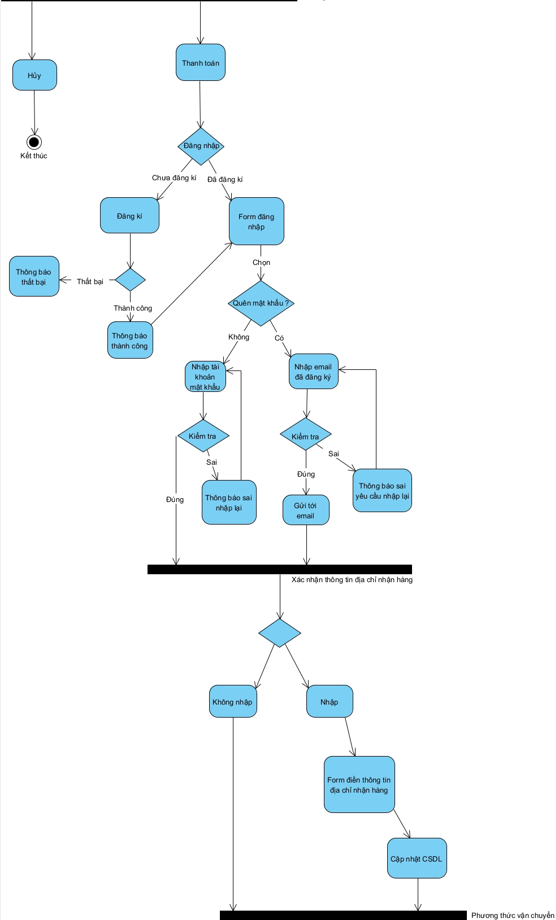 Thanh toán
Hủy
Đăng nhập
Kết thúc
Chưa đăng kí
Đã đăng kí
Đăng kí
Form đăng
nhập
Chọn
Thông báo
thất bại
Thất bại
Thành công
Quên mật khẩu ?
Thông báo
thành công
Không
Có
Nhập tài
khoản
mật khẩu
Nhập email
đã đăng ký
Kiểm tra
Kiểm tra
Sai
Sai
Đúng
Đúng
Thông báo sai
nhập lại
Thông báo sai
yêu cầu nhập lại
Gửi tới
email
Xác nhận thông tin địa chỉ nhận hàng
Không nhập
Nhập
Form điền thông tin
địa chỉ nhận hàng
Cập nhật CSDL
Phương thức vận chuyển